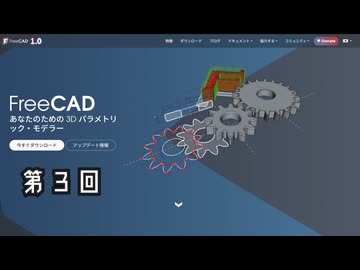 FreeCAD 1.0
特徴 ダウンロード ブログ ドキュメント 協力する コミュニティ Donate
FreeCAD
あなたのための 3D パラメトリ
ック・モデラー
今すぐダウンロード アップデート情報
第3回